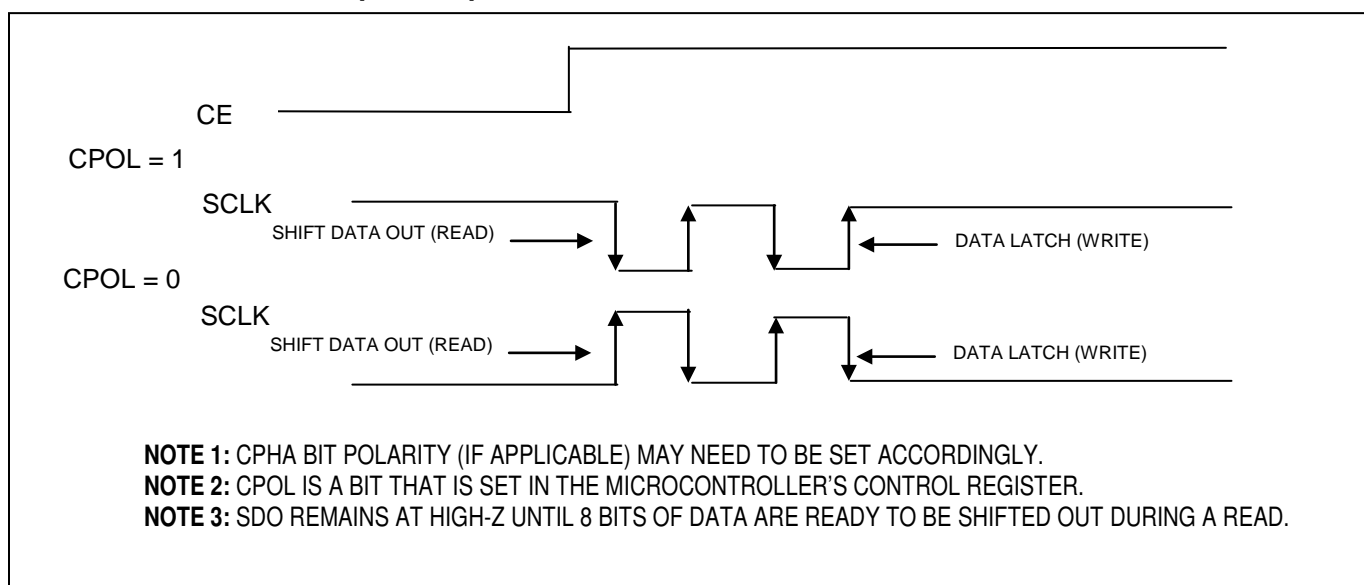 CE
CPOL = 1
SCLK
SHIFT DATA OUT (READ)
DATA LATCH (WRITE)
CPOL = 0
SCLK
SHIFT DATA OUT (READ)
DATA LATCH (WRITE)
NOTE 1: CPHA BIT POLARITY (IF APPLICABLE) MAY NEED TO BE SET ACCORDINGLY.
NOTE 2: CPOL IS A BIT THAT IS SET IN THE MICROCONTROLLER'S CONTROL REGISTER.
NOTE 3: SDO REMAINS AT HIGH-Z UNTIL 8 BITS OF DATA ARE READY TO BE SHIFTED OUT DURING A READ.